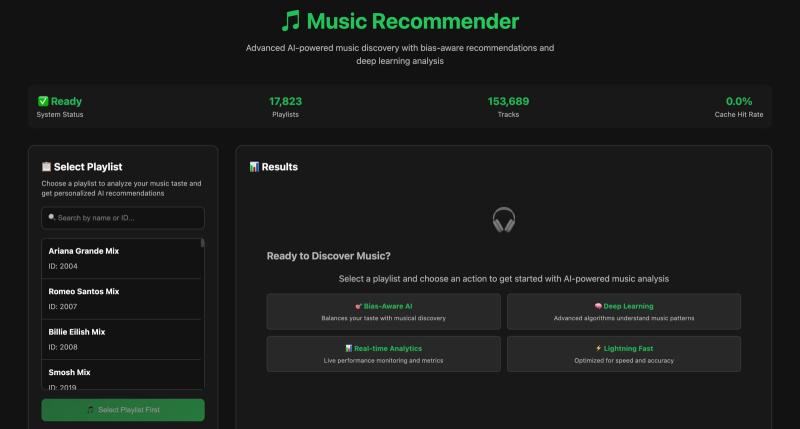 🎵 Music Recommender
Advanced AI-powered music discovery with bias-aware recommendations and
deep learning analysis
✅ Ready
System Status
17,823
Playlists
153,689
Tracks
0.0%
Cache Hit Rate
📋 Select Playlist
Choose a playlist to analyze your music taste and
get personalized AI recommendations
🔍 Search by name or ID...
Ariana Grande Mix
ID: 2004
Romeo Santos Mix
ID: 2007
Billie Eilish Mix
ID: 2008
Smosh Mix
ID: 2019
🎵 Select Playlist First
📊 Results
🎧
Ready to Discover Music?
Select a playlist and choose an action to get started with AI-powered music analysis
🎯 Bias-Aware AI
Balances your taste with musical discovery
🧠 Deep Learning
Advanced algorithms understand music patterns
📊 Real-time Analytics
Live performance monitoring and metrics
⚡ Lightning Fast
Optimized for speed and accuracy